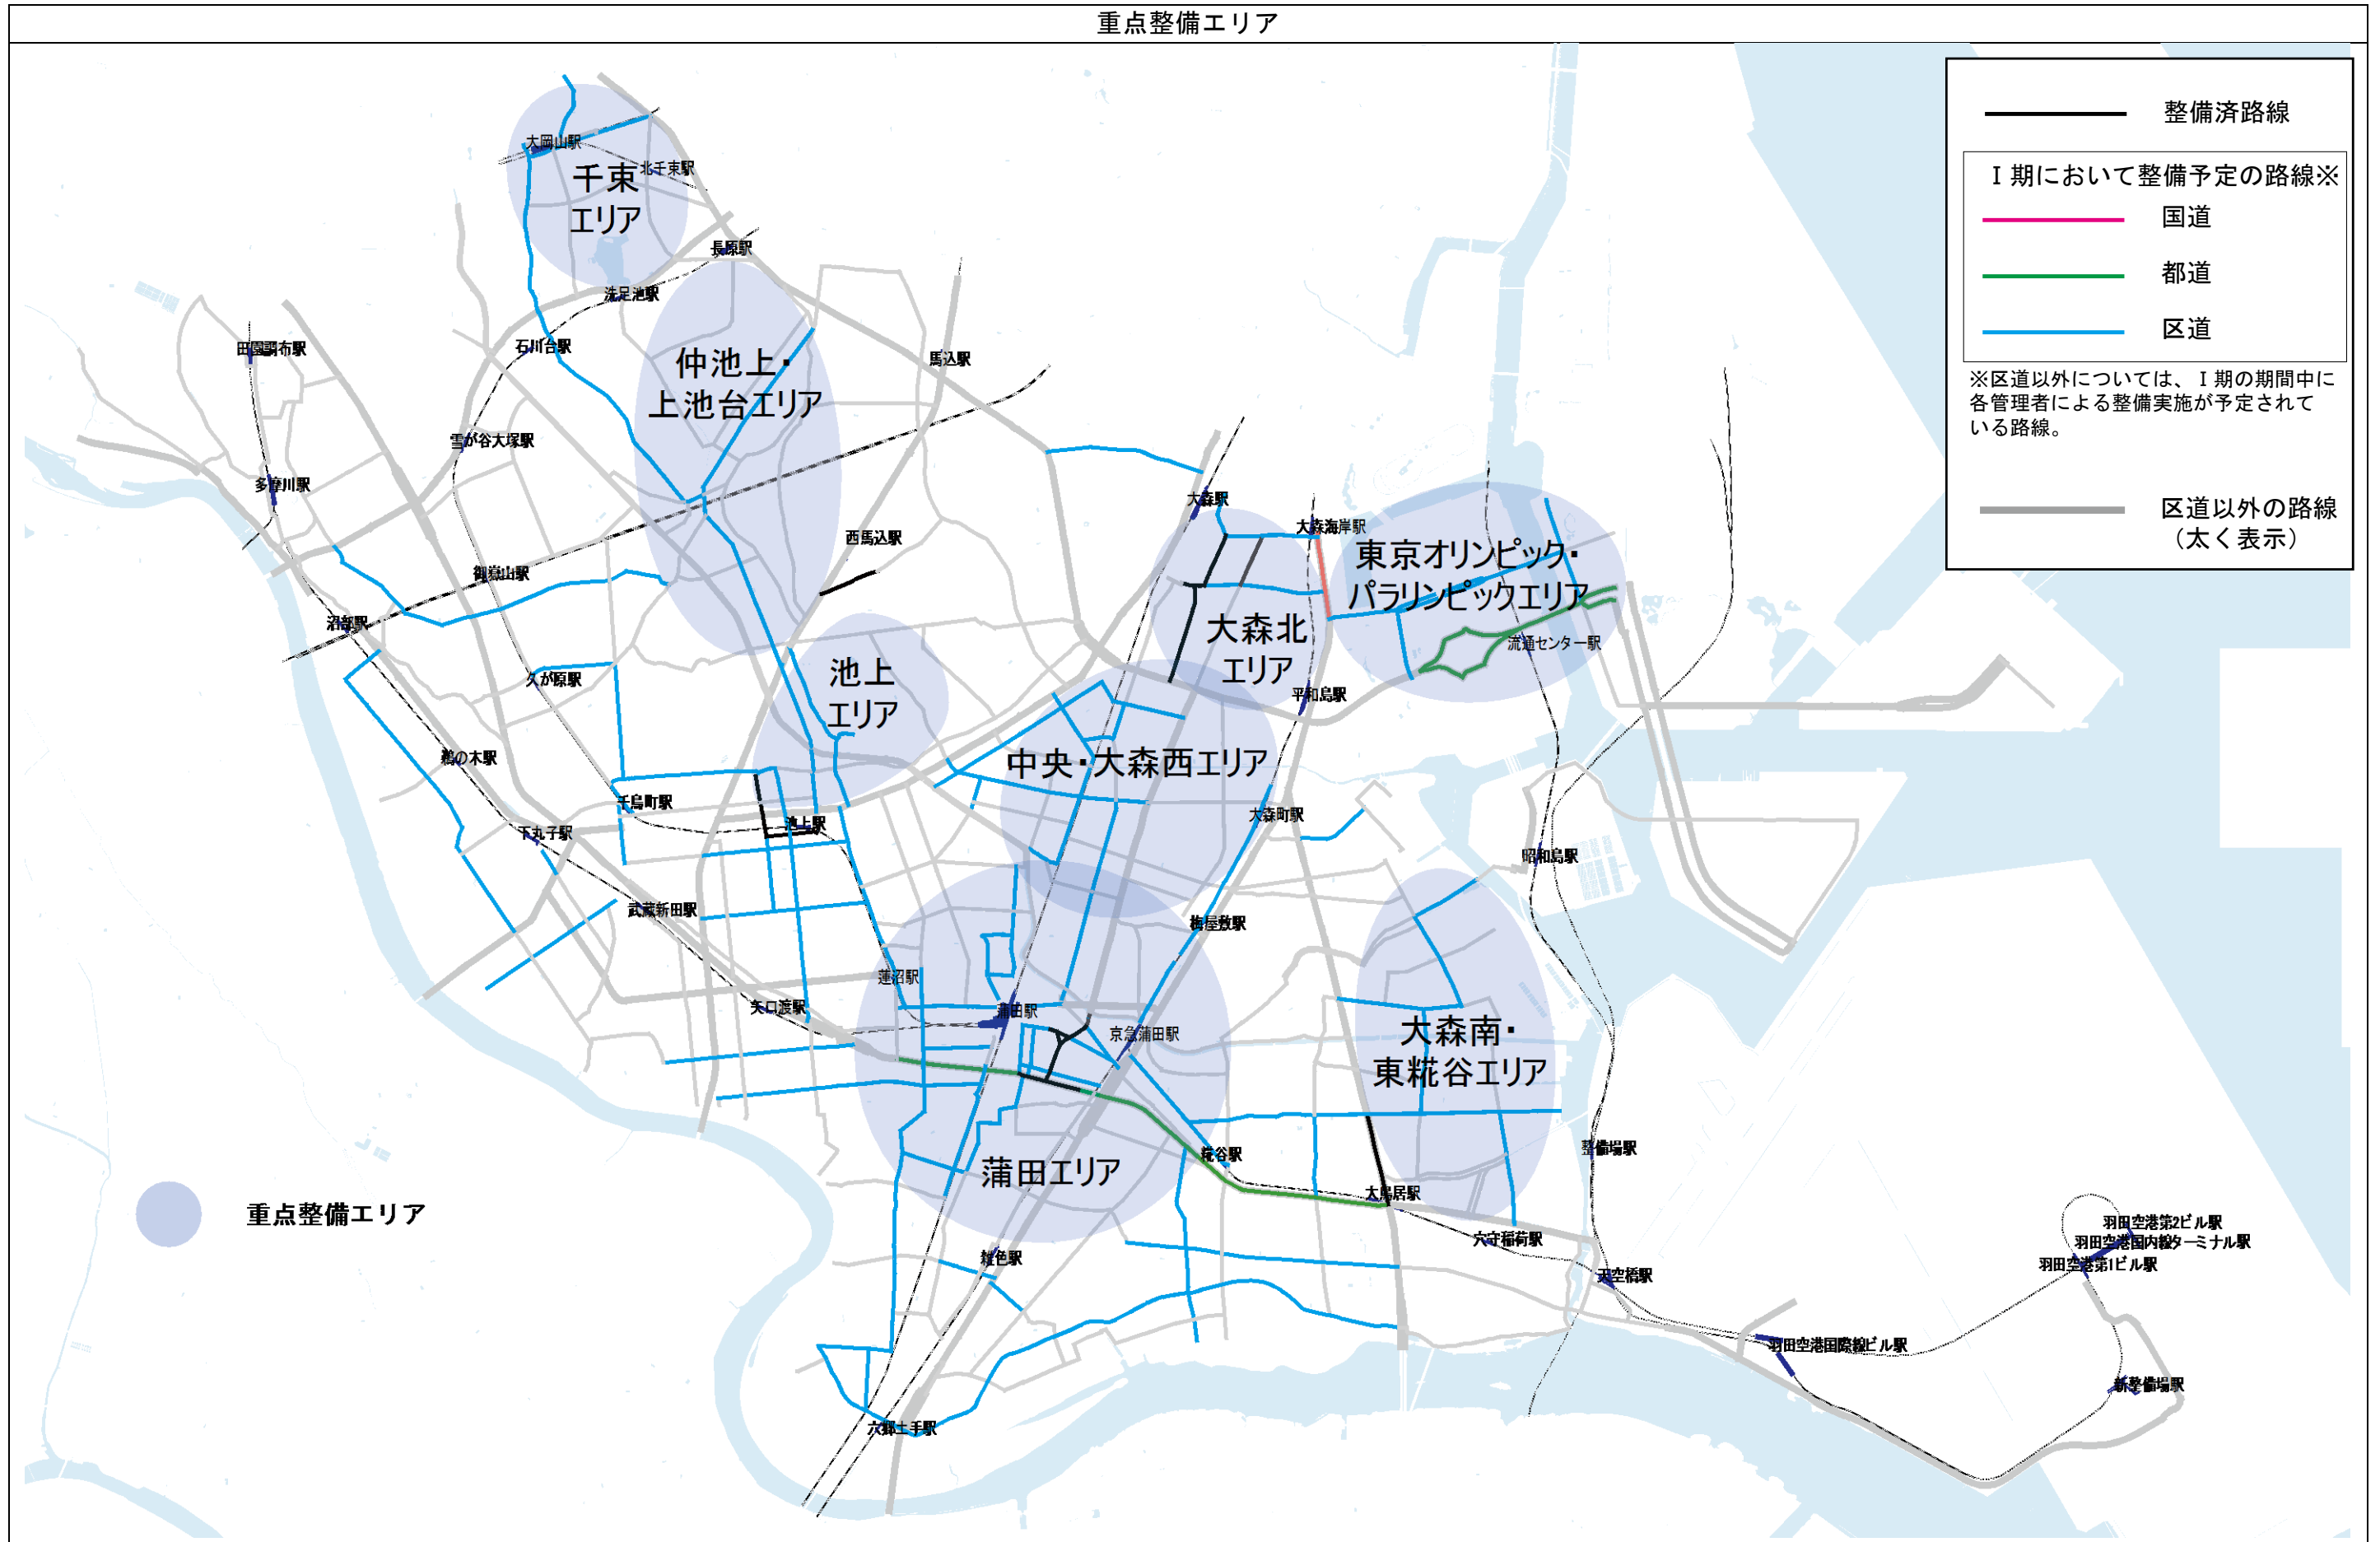 重点整備エリア
整備済路線
Ⅰ期において整備予定の路線※
国道
都道
区道
※区道以外については、Ⅰ期の期間中に
各管理者による整備実施が予定されて
いる路線。
区道以外の路線
（太く表示）
大岡山駅
北千束駅
千束
エリア
長原駅
洗足池駅
田園調布駅
石川台駅
仲池上・
上池台エリア
馬込駅
雪が谷大塚駅
多摩川駅
大森駅
大森海岸駅
西馬込駅
東京オリンピック・
パラリンピックエリア
御嶽山駅
沼部駅
大森北
エリア
流通センター駅
池上
エリア
久が原駅
平和島駅
鵜の木駅
中央・大森西エリア
千鳥町駅
池上駅
大森町駅
下丸子駅
昭和島駅
武蔵新田駅
梅屋敷駅
蓮沼駅
矢口渡駅
蒲田駅
京急蒲田駅
大森南・
東糀谷エリア
糀谷駅
整備場駅
蒲田エリア
大鳥居駅
重点整備エリア
穴守稲荷駅
羽田空港第2ビル駅
羽田空港国内線ターミナル駅
羽田空港第1ビル駅
雑色駅
天空橋駅
羽田空港国際線ビル駅
新整備場駅
六郷土手駅